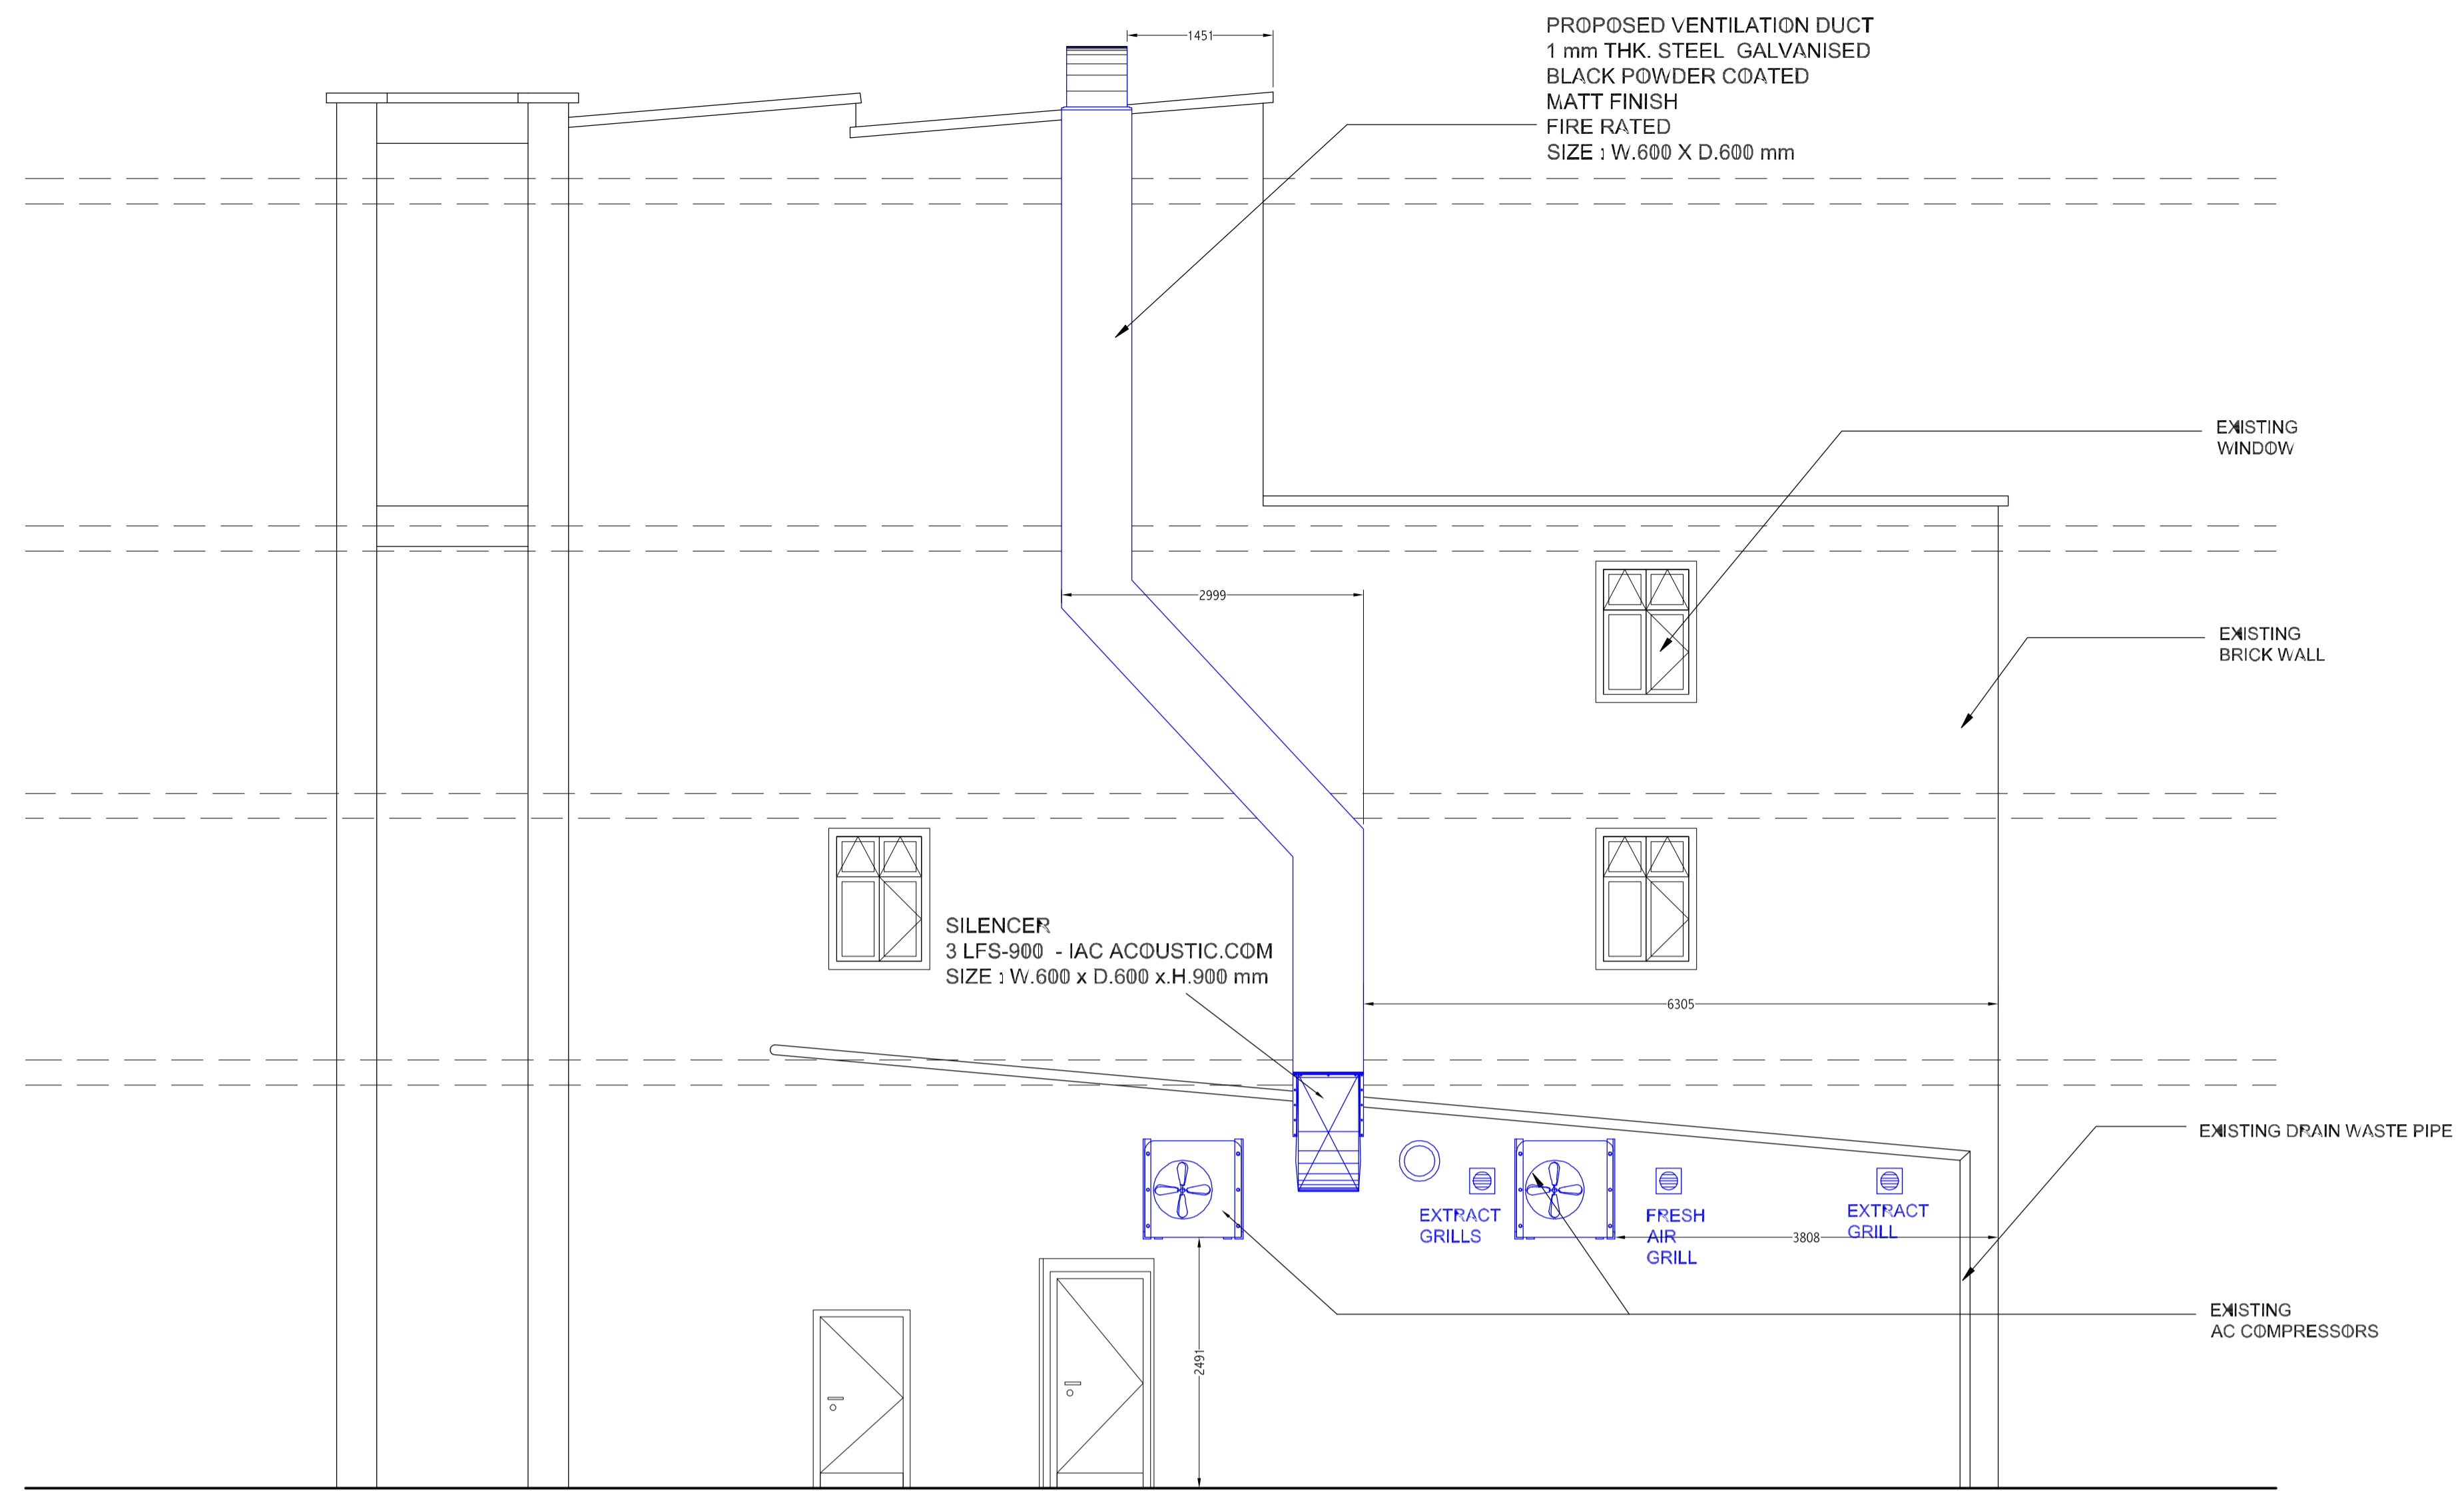 1451
PROPOSED VENTILATION DUCT
1 mm THK. STEEL GALVANISED
BLACK POWDER COATED
MATT FINISH
FIRE RATED
SIZE : W.600 X D.600 mm
EXISTING
WINDOW
2999
EXISTING
BRICK WALL
SILENCER
3 LFS-900 - IAC ACOUSTIC.COM
SIZE : W.600 x D.600 x.H.900 mm
6305
EXISTING DRAIN WASTE PIPE
EXTRACT
GRILLS
FRESH
AIR
GRILL
EXTRACT
GRILL
3808
2491
EXISTING
AC COMPRESSORS